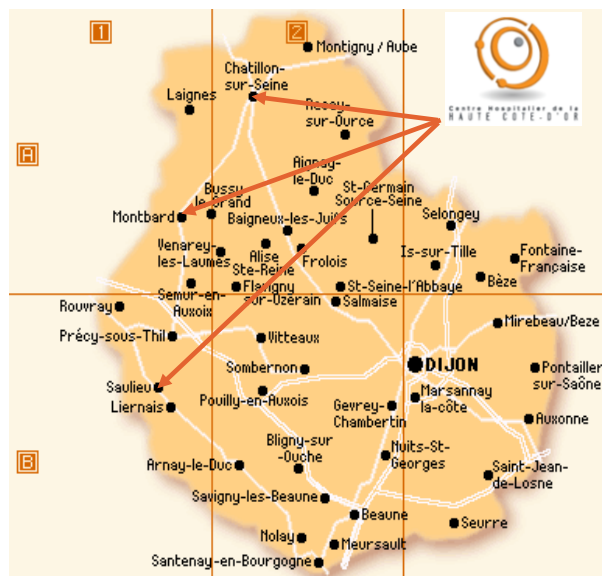 1
2
Montigny / Aube
Chatillon-
sur-Seine
Laignes
Recey-
sur-Ource
Centre Hospitalier de la
HAUTE COTE-D'OR
A
Aignay-
le-Duc
Bussy
le-Grand
St-Germain
Source-Seine
Montbard
Baigneux-les-Juifs
Selongey
Venarey-
les-Laumes
Alise
Ste-Reine
Frolois
Is-sur-Tille
Fontaine-
Française
Bèze
Semur-en-
Auxoix
Flavigny
sur-Ozerain
St-Seine-l'Abbaye
Salmaise
Rouvray
Mirebeau/Beze
Précy-sous-Thil
Vitteaux
Sombernon
DIJON
Pontailler
sur-Saône
Saulieu
Liernais
Pouilly-en-Auxois
Gevrey-
Chambertin
Marsannay
la-côte
Auxonne
B
Bligny-sur
-Ouche
Arnay-le-Duc
Nuits-St-
Georges
Saint-Jean-
de-Losne
Savigny-les-Beaune
Beaune
Seurre
Nolay
Meursault
Santenay-en-Bourgogne